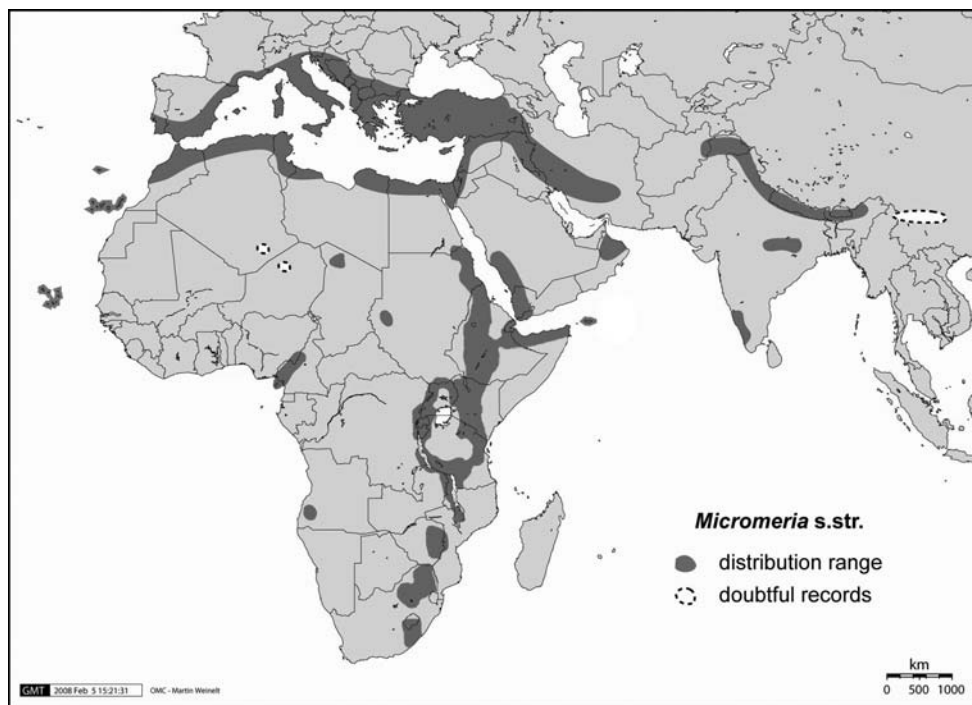 Micromeria s.str.
distribution range
doubtful records
km
0 500 1000
GMT 2008 Feb 5 15:21:31 OMC - Martin Weinelt